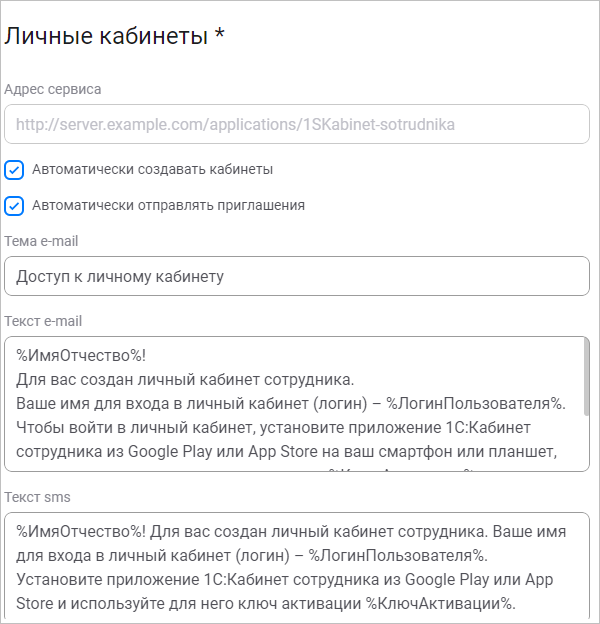 Личные кабинеты *
Адрес сервиса
http://server.example.com/applications/1SKabinet-sotrudnika
Автоматически создавать кабинеты
Автоматически отправлять приглашения
Тема e-mail
Доступ к личному кабинету
Текст e-mail
%ИмяОтчество%!
Для вас создан личный кабинет сотрудника.
Ваше имя для входа в личный кабинет (логин) – %ЛогинПользователя%.
Чтобы войти в личный кабинет, установите приложение 1С:Кабинет
сотрудника из Google Play или App Store на ваш смартфон или планшет,
Текст sms
%ИмяОтчество%! Для вас создан личный кабинет сотрудника. Ваше имя
для входа в личный кабинет (логин) – %ЛогинПользователя%.
Установите приложение 1С:Кабинет сотрудника из Google Play или App
Store и используйте для него ключ активации %КлючАктивации%.